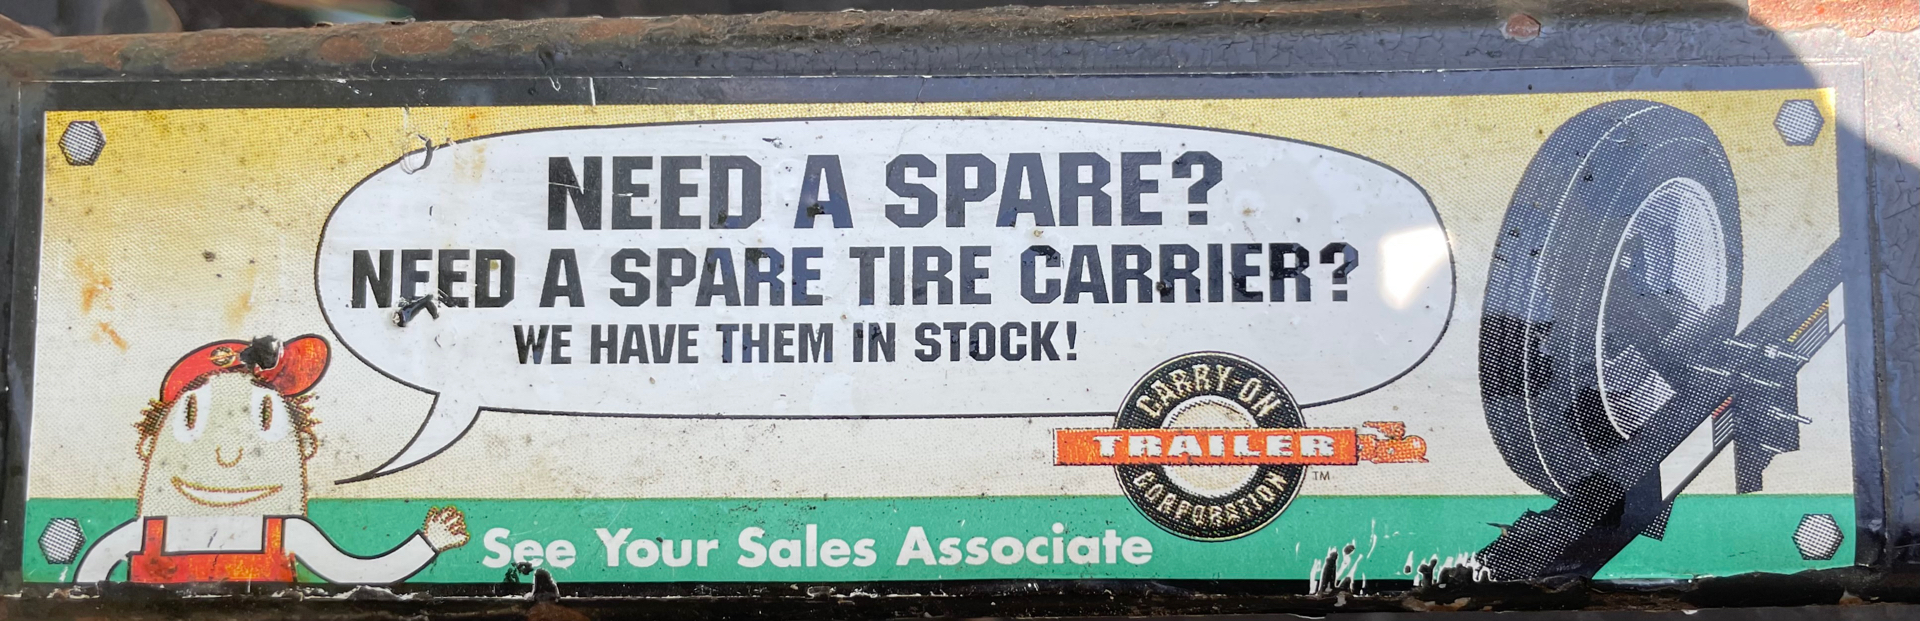 NEED A SPARE?
NEED A SPARE TIRE CARRIER?
WE HAVE THEM IN STOCK!
CARRY-ON
TRAILER
CORPORATION
TM
See Your Sales Associate